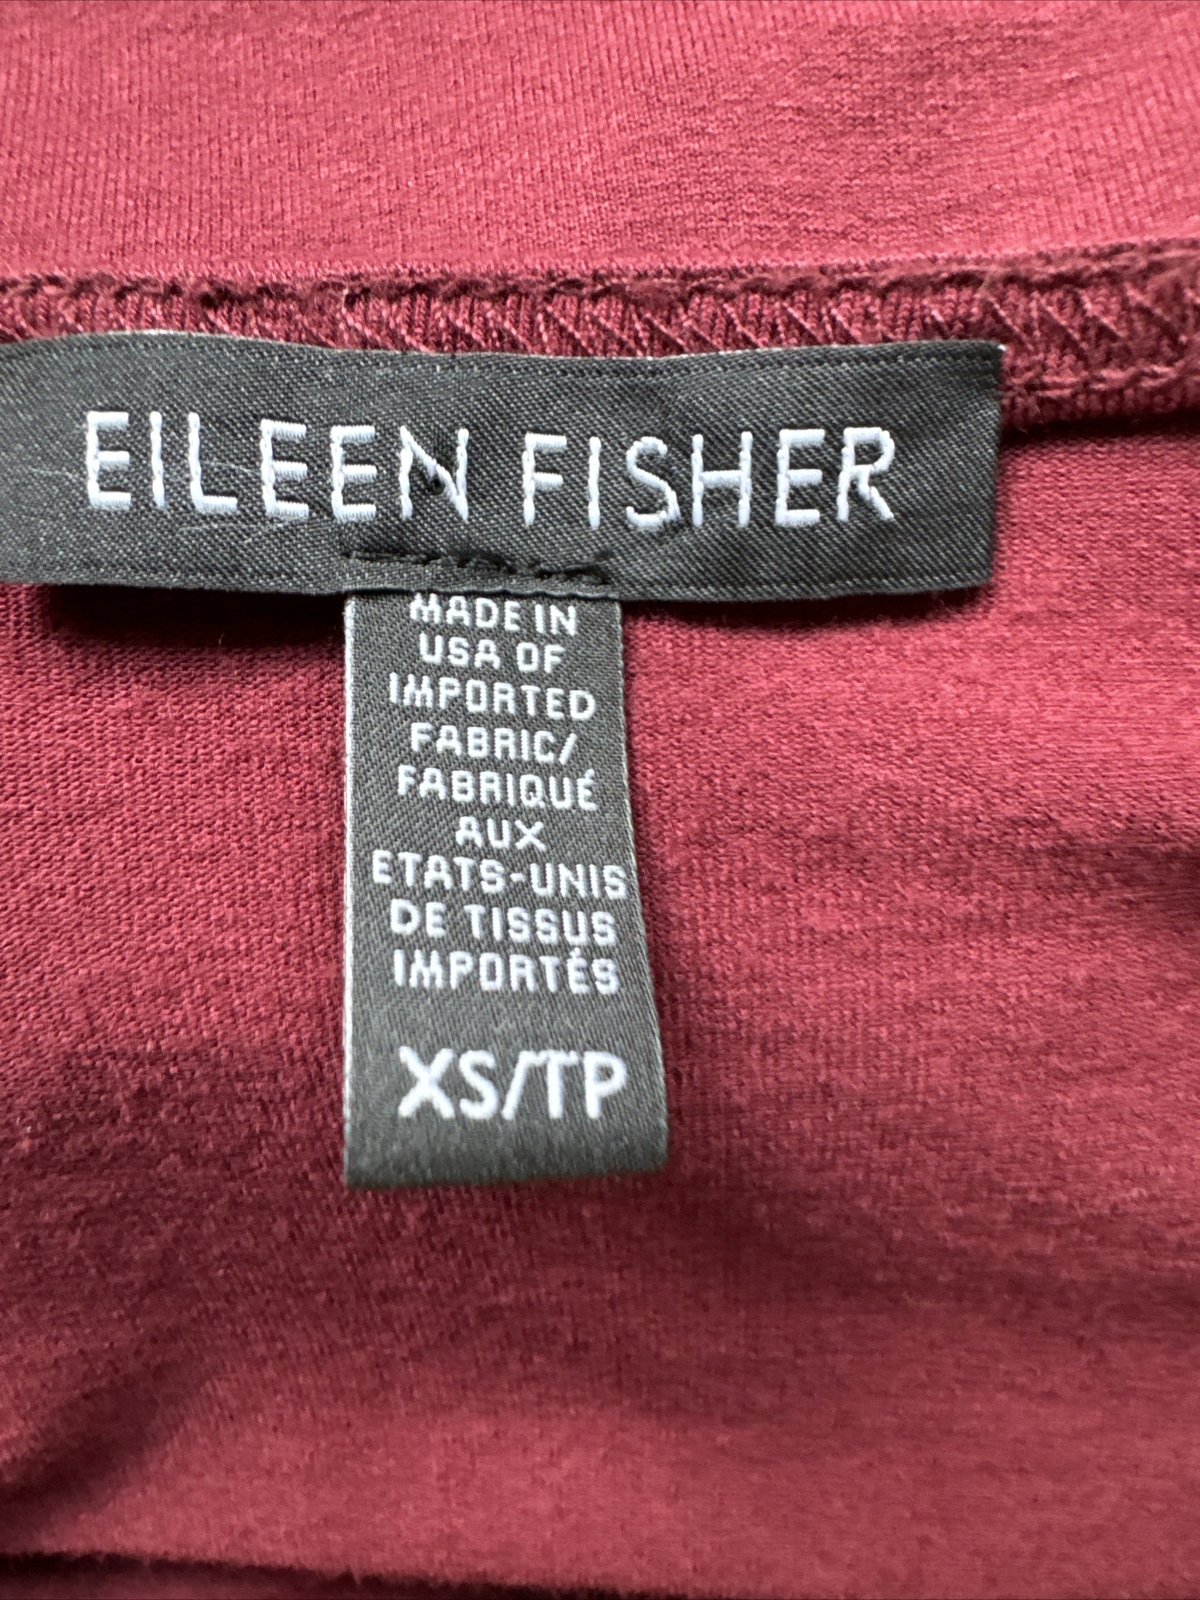 EILEEN FISHER
MADE IN
USA OF
IMPORTED
FABRIC/
FABRIQUÉ
AUX
ETATS-UNIS
DE TISSUS
IMPORTÉS
XS/TP